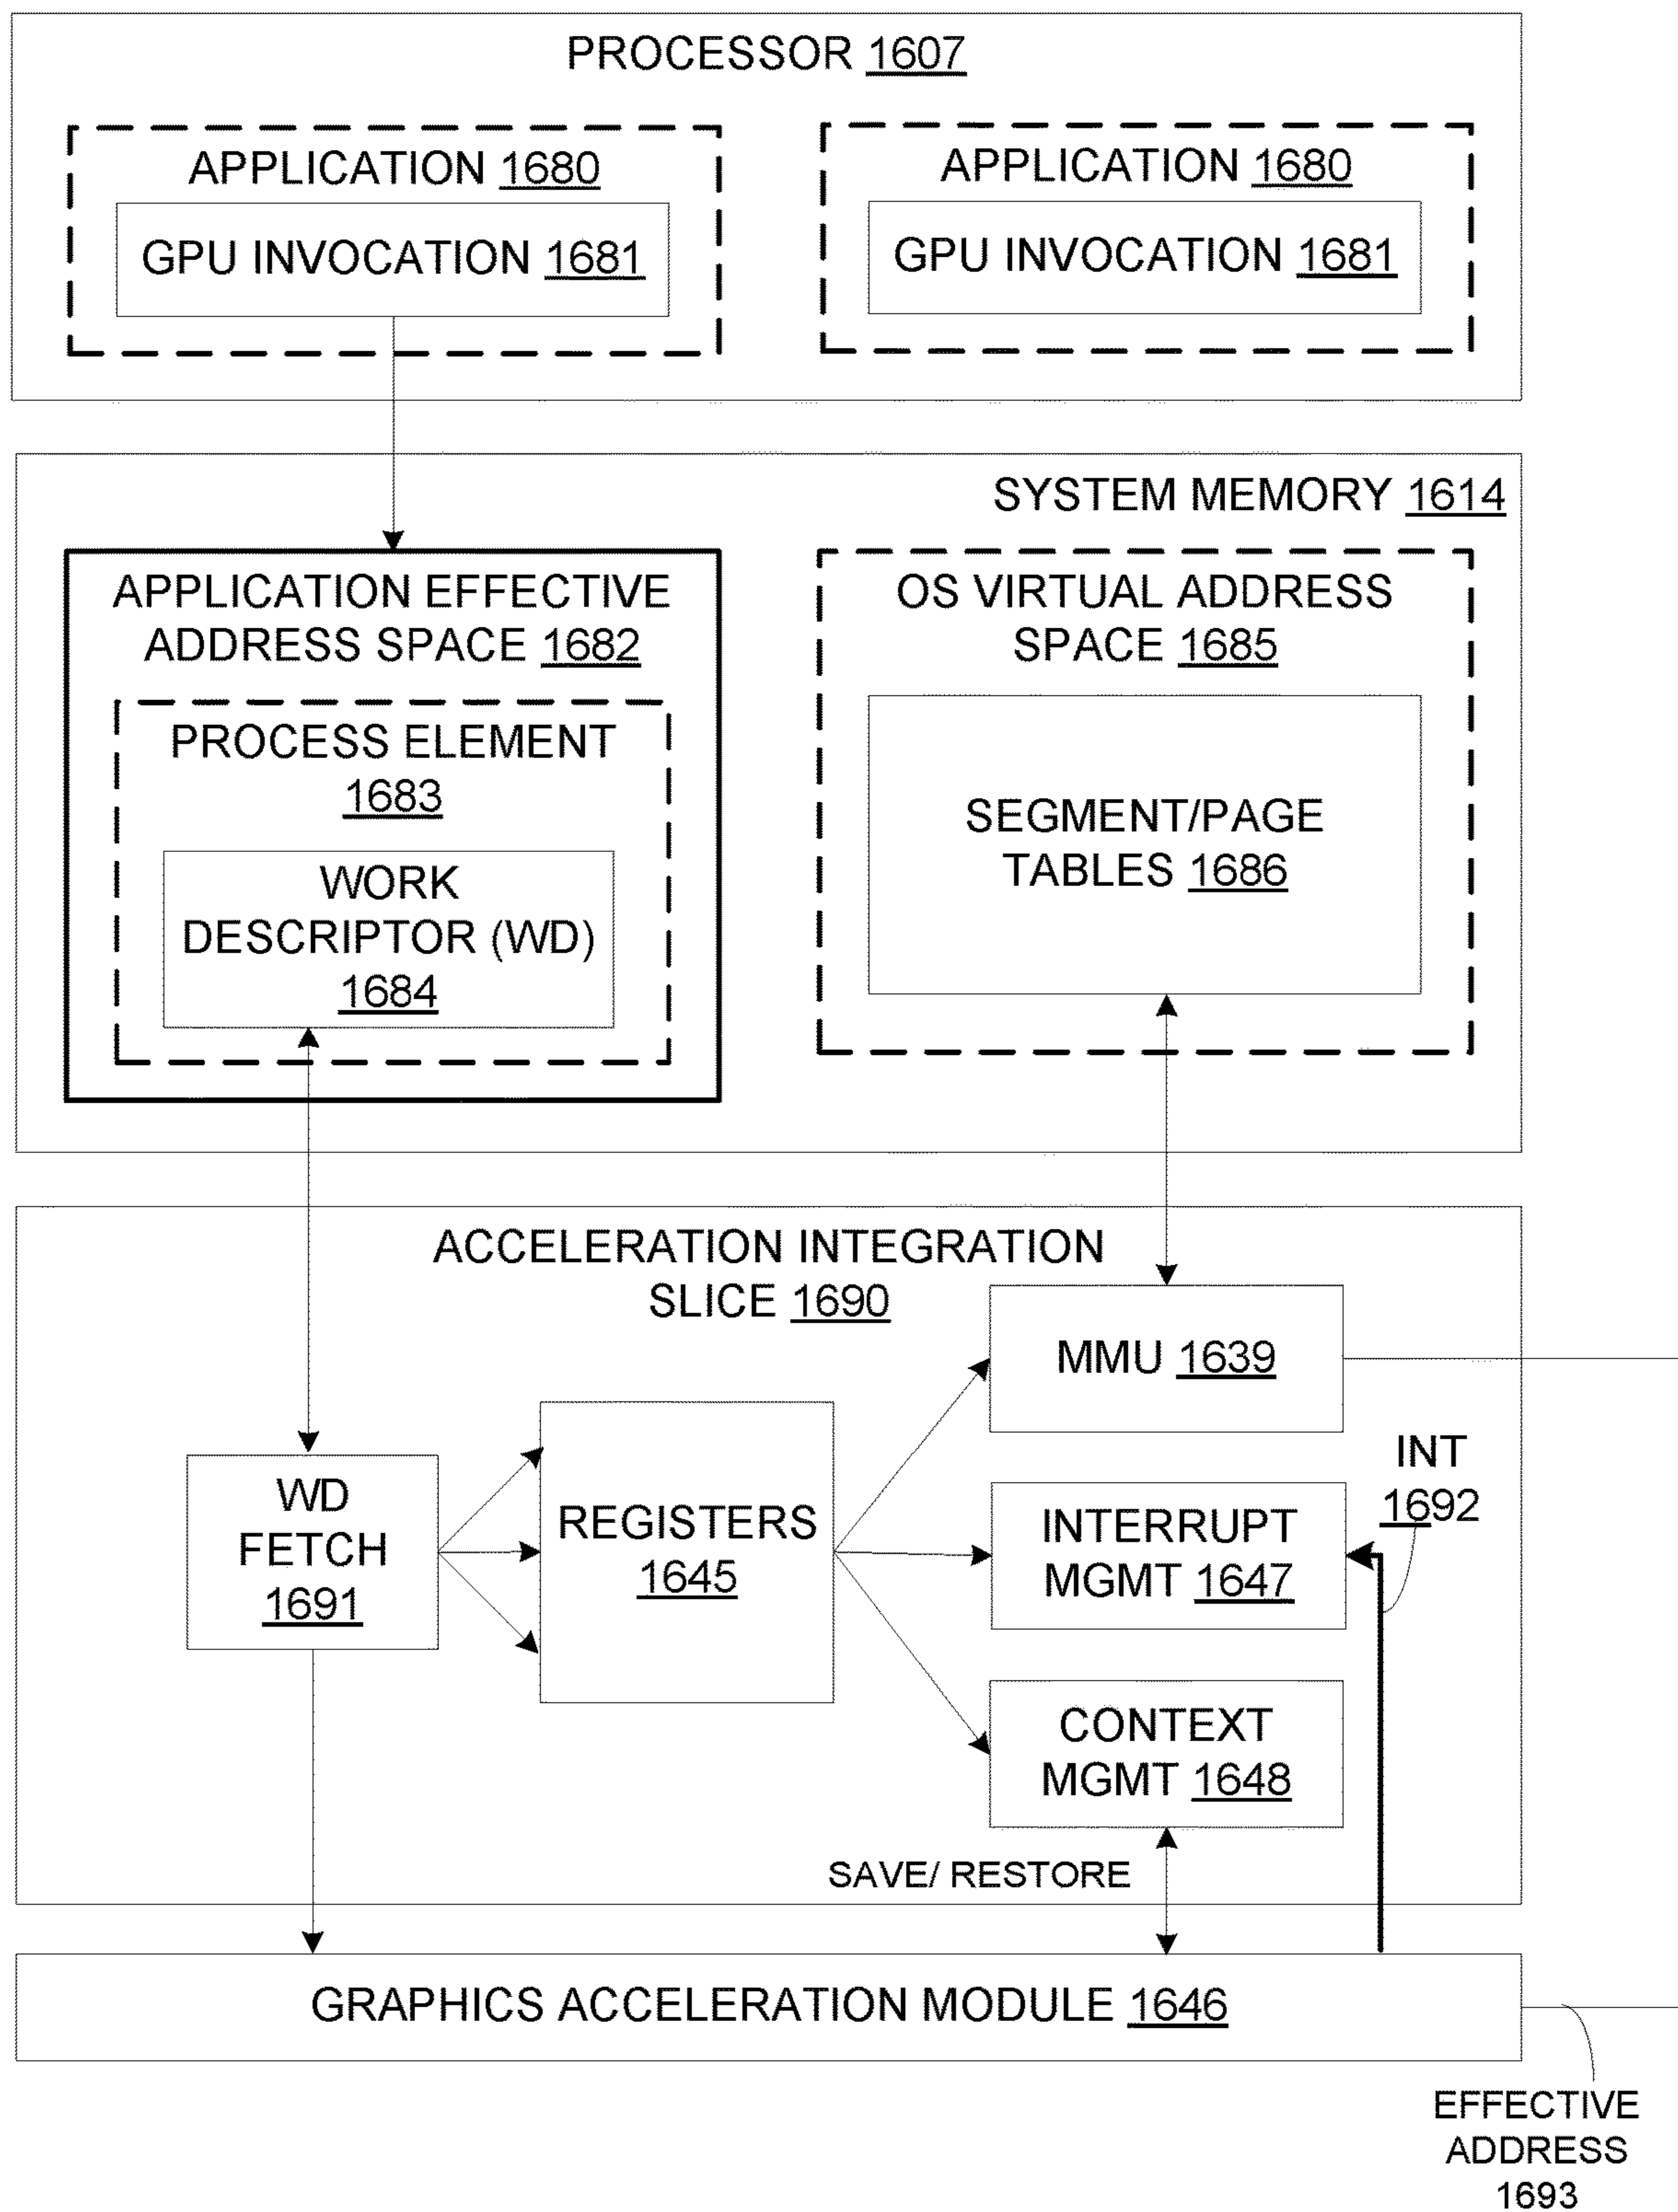 PROCESSOR 1607
APPLICATION 1680
GPU INVOCATION 1681
APPLICATION 1680
GPU INVOCATION 1681
SYSTEM MEMORY 1614
APPLICATION EFFECTIVE
ADDRESS SPACE 1682
PROCESS ELEMENT
1683
WORK
DESCRIPTOR (WD)
1684
OS VIRTUAL ADDRESS
SPACE 1685
SEGMENT/PAGE
TABLES 1686
ACCELERATION INTEGRATION
SLICE 1690
WD
FETCH
1691
REGISTERS
1645
MMU 1639
INT
1692
INTERRUPT
MGMT 1647
CONTEXT
MGMT 1648
SAVE/ RESTORE
GRAPHICS ACCELERATION MODULE 1646
EFFECTIVE
ADDRESS
1693